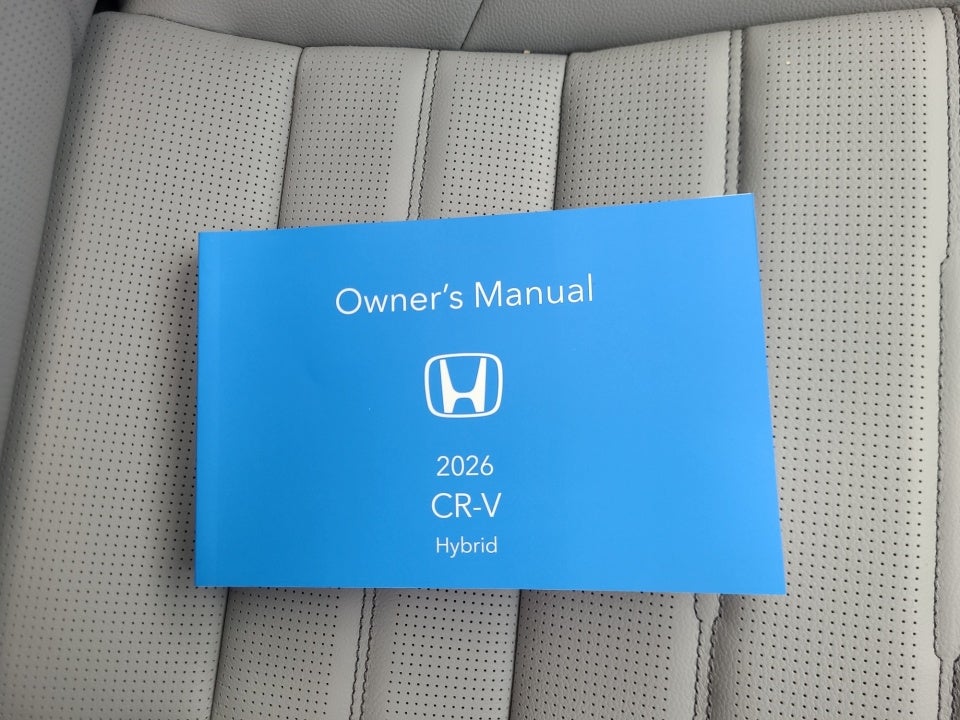 Owner's Manual
2026
CR-V
Hybrid